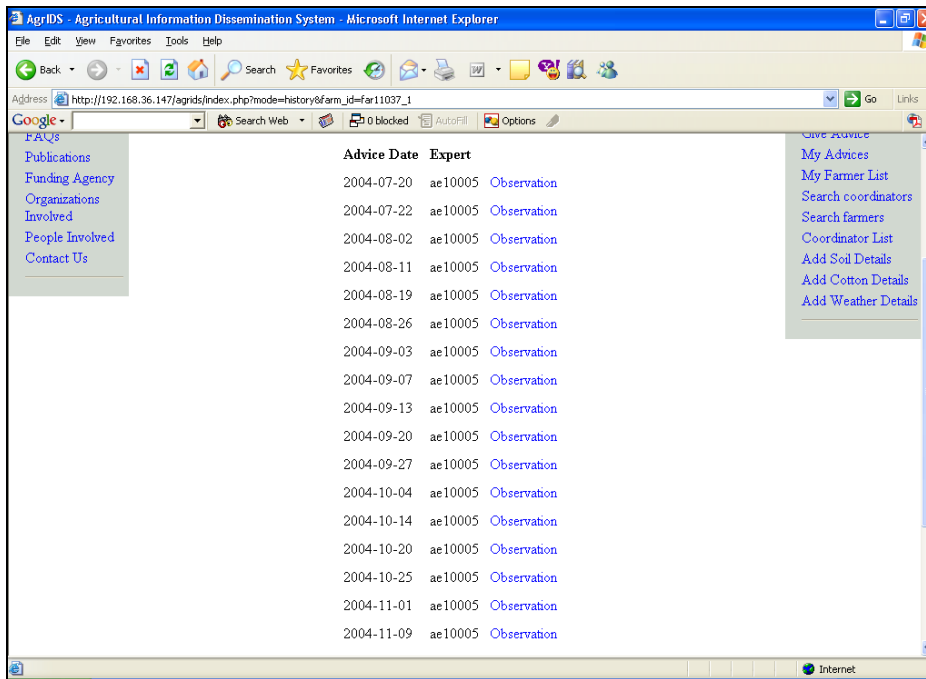 AgrIDS - Agricultural Information Dissemination System - Microsoft Internet Explorer
File Edit View Favorites Tools Help
Back Search Favorites
Address http://192.168.36.147/agrids/index.php?mode=history&farm_id=far11037_1 Go Links
Google Search Web 0 blocked AutoFill Options
FAQs
Publications
Funding Agency
Organizations
Involved
People Involved
Contact Us
Advice Date Expert
2004-07-20 ae10005 Observation
2004-07-22 ae10005 Observation
2004-08-02 ae10005 Observation
2004-08-11 ae10005 Observation
2004-08-19 ae10005 Observation
2004-08-26 ae10005 Observation
2004-09-03 ae10005 Observation
2004-09-07 ae10005 Observation
2004-09-13 ae10005 Observation
2004-09-20 ae10005 Observation
2004-09-27 ae10005 Observation
2004-10-04 ae10005 Observation
2004-10-14 ae10005 Observation
2004-10-20 ae10005 Observation
2004-10-25 ae10005 Observation
2004-11-01 ae10005 Observation
2004-11-09 ae10005 Observation
Give Advice
My Advices
My Farmer List
Search coordinators
Search farmers
Coordinator List
Add Soil Details
Add Cotton Details
Add Weather Details
Internet